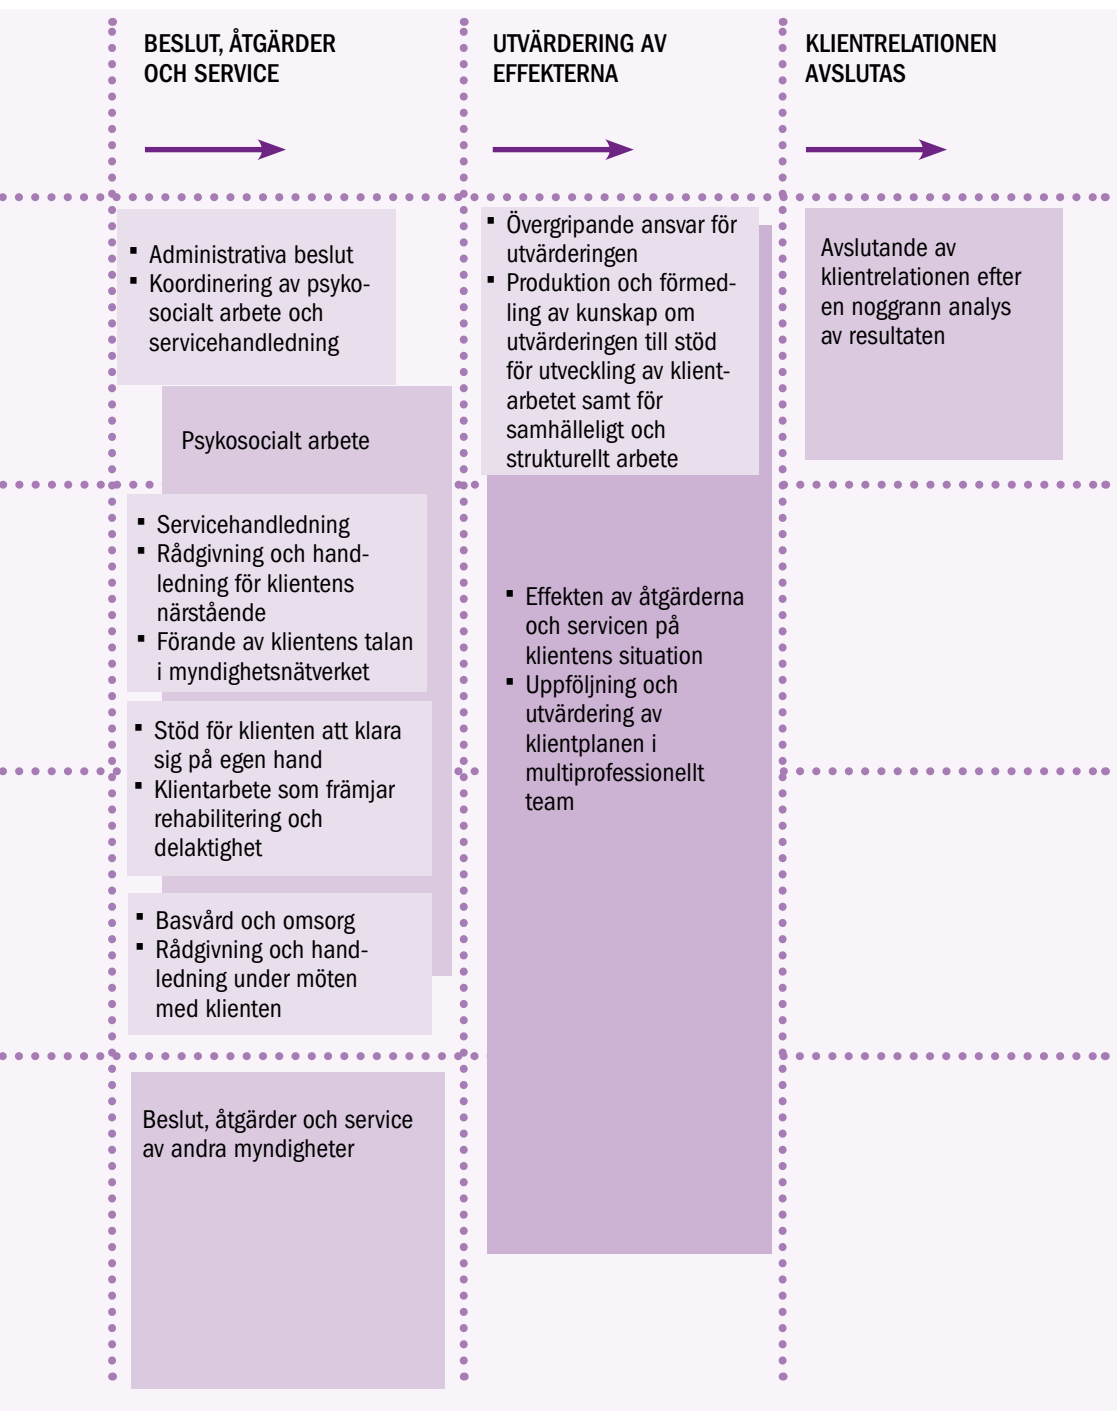 BESLUT, ÅTGÄRDER
OCH SERVICE
UTVÄRDERING AV
EFFEKTERNA
KLIENTRELATIONEN
AVSLUTAS
▪ Administrativa beslut
▪ Koordinering av psyko-
socialt arbete och
servicehandledning
Psykosocialt arbete
▪ Servicehandledning
▪ Rådgivning och hand-
ledning för klientens
närstående
▪ Förande av klientens talan
i myndighetsnätverket
▪ Stöd för klienten att klara
sig på egen hand
▪ Klientarbete som främjar
rehabilitering och
delaktighet
▪ Basvård och omsorg
▪ Rådgivning och hand-
ledning under möten
med klienten
Beslut, åtgärder och service
av andra myndigheter
▪ Övergripande ansvar för
utvärderingen
▪ Produktion och förmed-
ling av kunskap om
utvärderingen till stöd
för utveckling av klient-
arbetet samt för
samhälleligt och
strukturellt arbete
▪ Effekten av åtgärderna
och servicen på
klientens situation
▪ Uppföljning och
utvärdering av
klientplanen i
multiprofessionellt
team
Avslutande av
klientrelationen efter
en noggrann analys
av resultaten